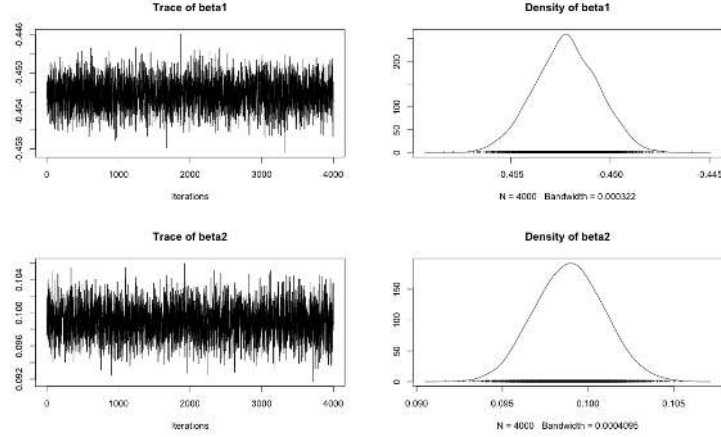 Trace of beta1
-0.446
-0.450
-0.454
-0.458
0 1000 2000 3000 4000
Iterations
Density of beta1
200
150
100
50
0
-0.455 -0.450 -0.445
N = 4000 Bandwidth = 0.000322
Trace of beta2
0.104
0.100
0.096
0.092
0 1000 2000 3000 4000
Iterations
Density of beta2
150
100
50
0
0.090 0.095 0.100 0.105
N = 4000 Bandwidth = 0.0004095